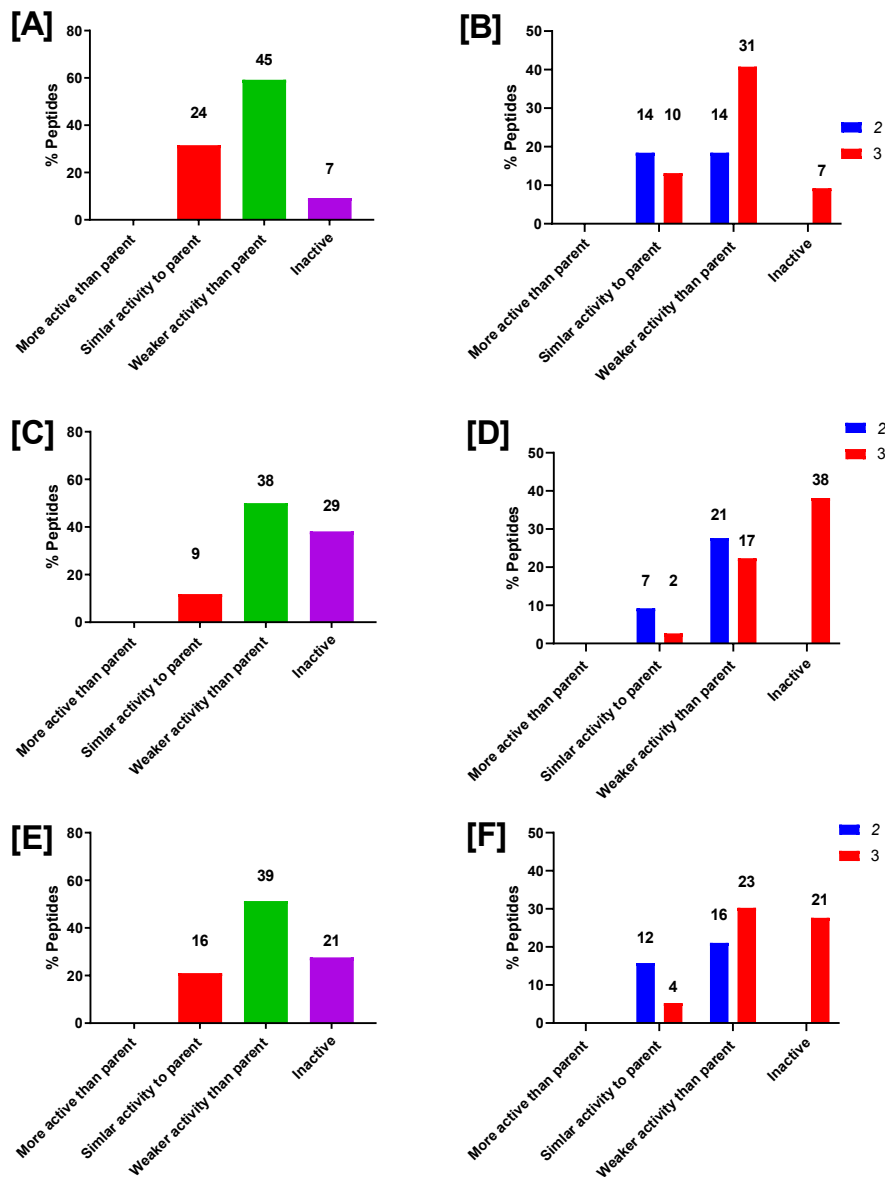 [A]
% Peptides
80
60
40
20
0
24
45
7
More active than parent
Simlar activity to parent
Weaker activity than parent
Inactive
[B]
% Peptides
50
40
30
20
10
0
14
10
14
31
7
2
3
More active than parent
Simlar activity to parent
Weaker activity than parent
Inactive
[C]
% Peptides
80
60
40
20
0
9
38
29
More active than parent
Simlar activity to parent
Weaker activity than parent
Inactive
[D]
% Peptides
50
40
30
20
10
0
7
2
21
17
38
2
3
More active than parent
Simlar activity to parent
Weaker activity than parent
Inactive
[E]
% Peptides
80
60
40
20
0
16
39
21
More active than parent
Simlar activity to parent
Weaker activity than parent
Inactive
[F]
% Peptides
50
40
30
20
10
0
12
4
16
23
21
2
3
More active than parent
Simlar activity to parent
Weaker activity than parent
Inactive